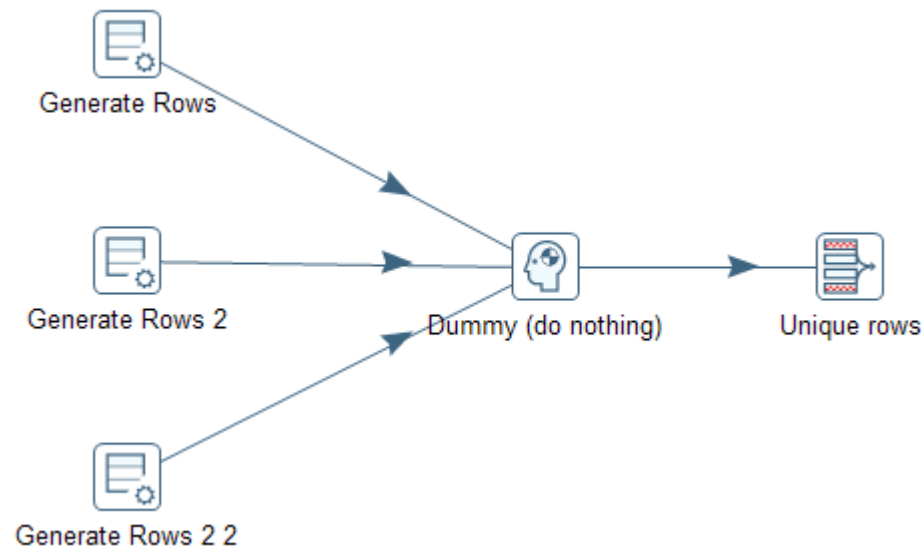 Generate Rows
Generate Rows 2
Dummy (do nothing)
Unique rows
Generate Rows 2 2